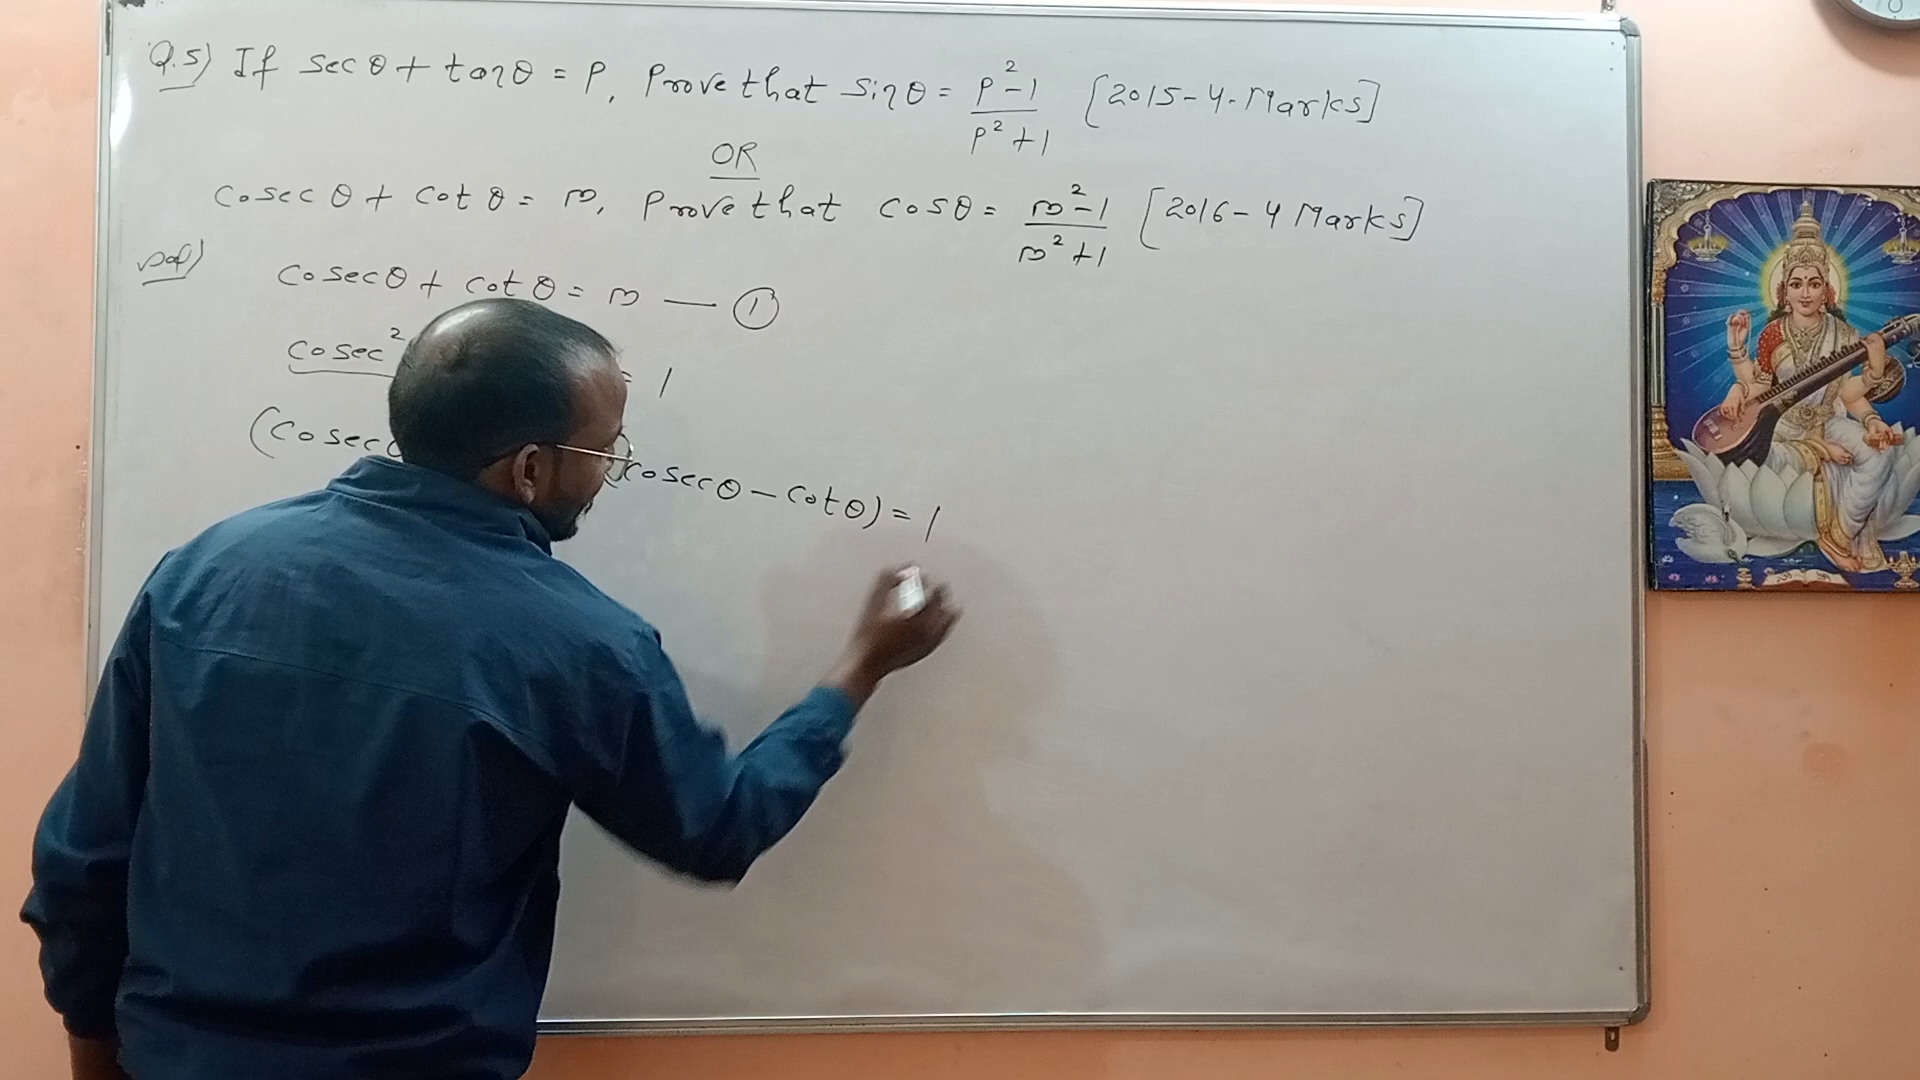 Q.5) If secθ + tanθ = P, Prove that sinθ = P²-1 / P²+1 [2015-4-Marks]
OR
cosecθ + cotθ = m, Prove that cosθ = m²-1 / m²+1 [2016-4 Marks]
Sol)
cosecθ + cotθ = m — ①
cosec² = 1
(cosecθ (cosecθ - cotθ) = 1